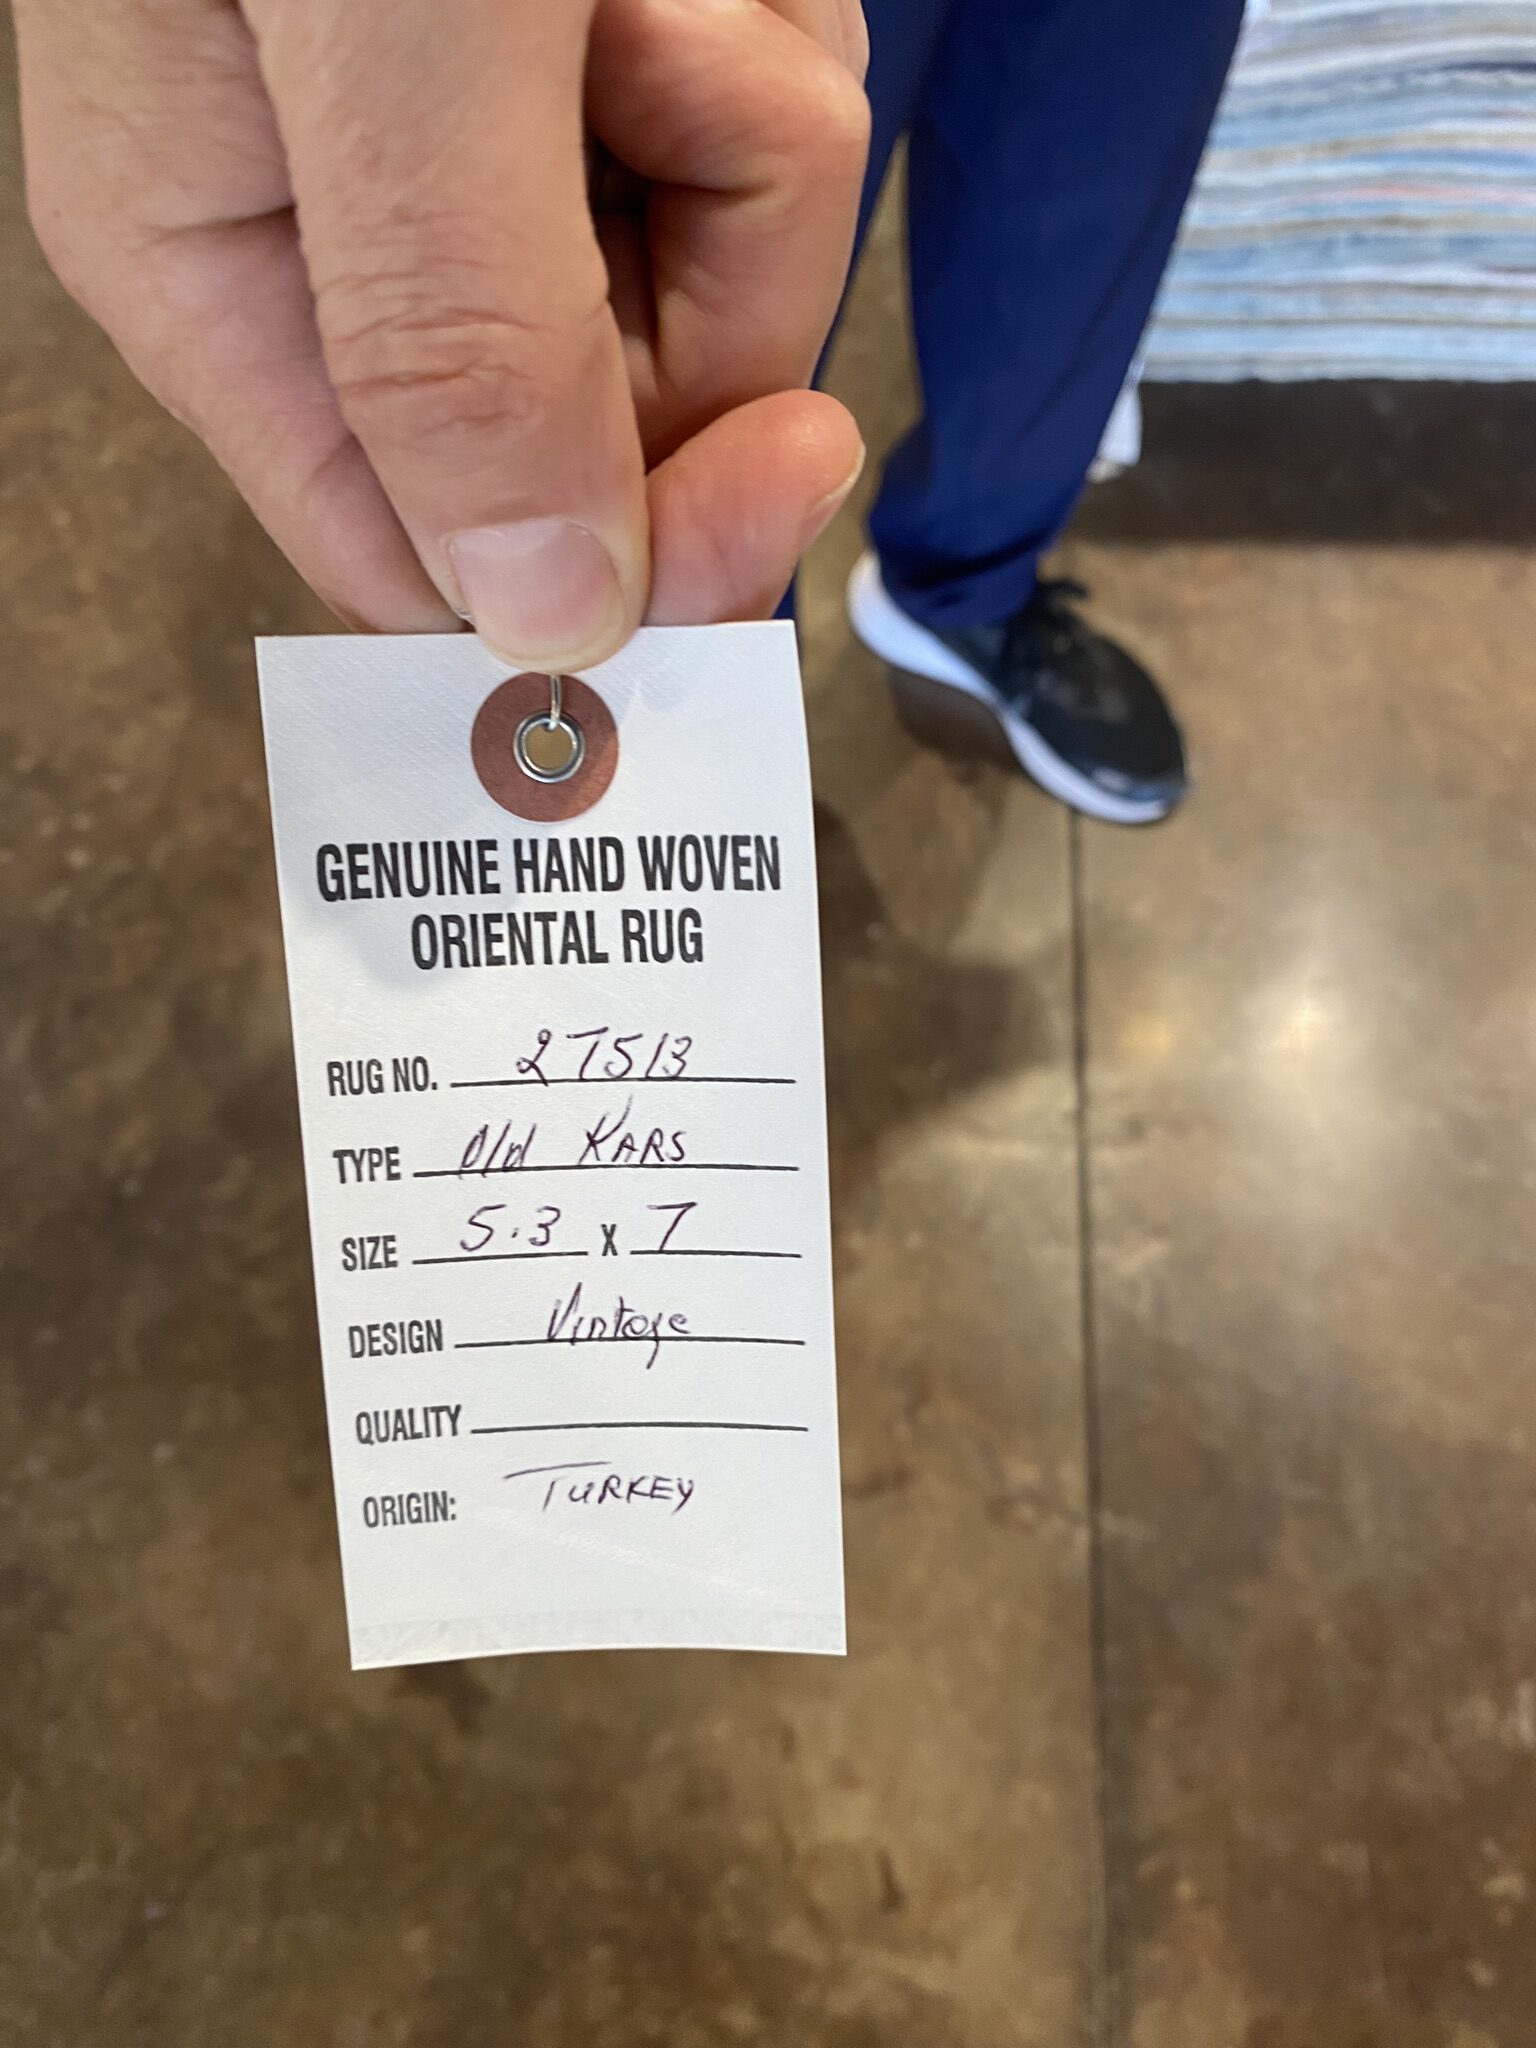 GENUINE HAND WOVEN
ORIENTAL RUG
RUG NO. 27513
TYPE Old KARS
SIZE 5.3 X 7
DESIGN Vintage
QUALITY
ORIGIN: TURKEY